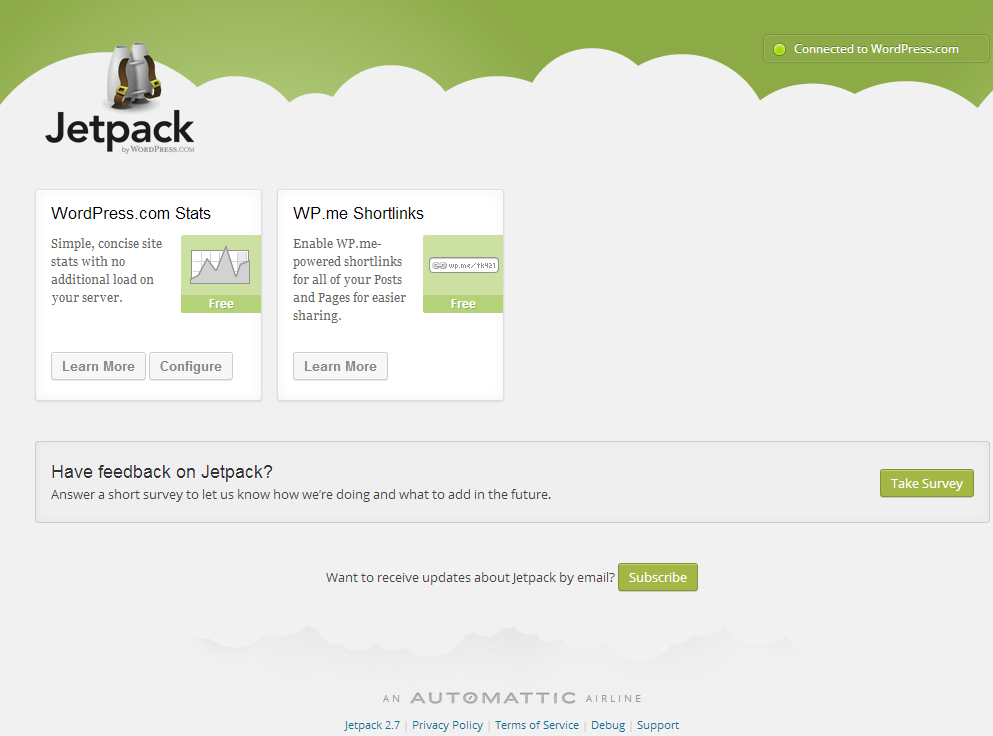 Connected to WordPress.com
Jetpack
by WORDPRESS.COM
WordPress.com Stats
Simple, concise site
stats with no
additional load on
your server.
Free
Learn More
Configure
WP.me Shortlinks
Enable WP.me-
powered shortlinks
for all of your Posts
and Pages for easier
sharing.
wp.me/tk421
Free
Learn More
Have feedback on Jetpack?
Answer a short survey to let us know how we’re doing and what to add in the future.
Take Survey
Want to receive updates about Jetpack by email? Subscribe
AN AUTOMATTIC AIRLINE
Jetpack 2.7 | Privacy Policy | Terms of Service | Debug | Support